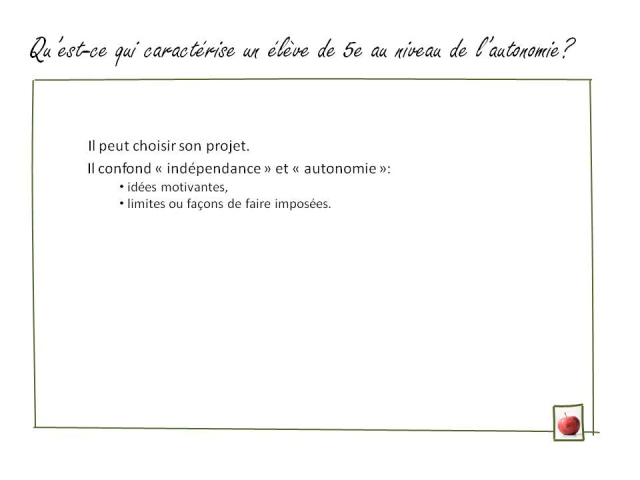 Qu'est-ce qui caractérise un élève de 5e au niveau de l'autonomie?
Il peut choisir son projet.
Il confond « indépendance » et « autonomie »:
• idées motivantes,
• limites ou façons de faire imposées.